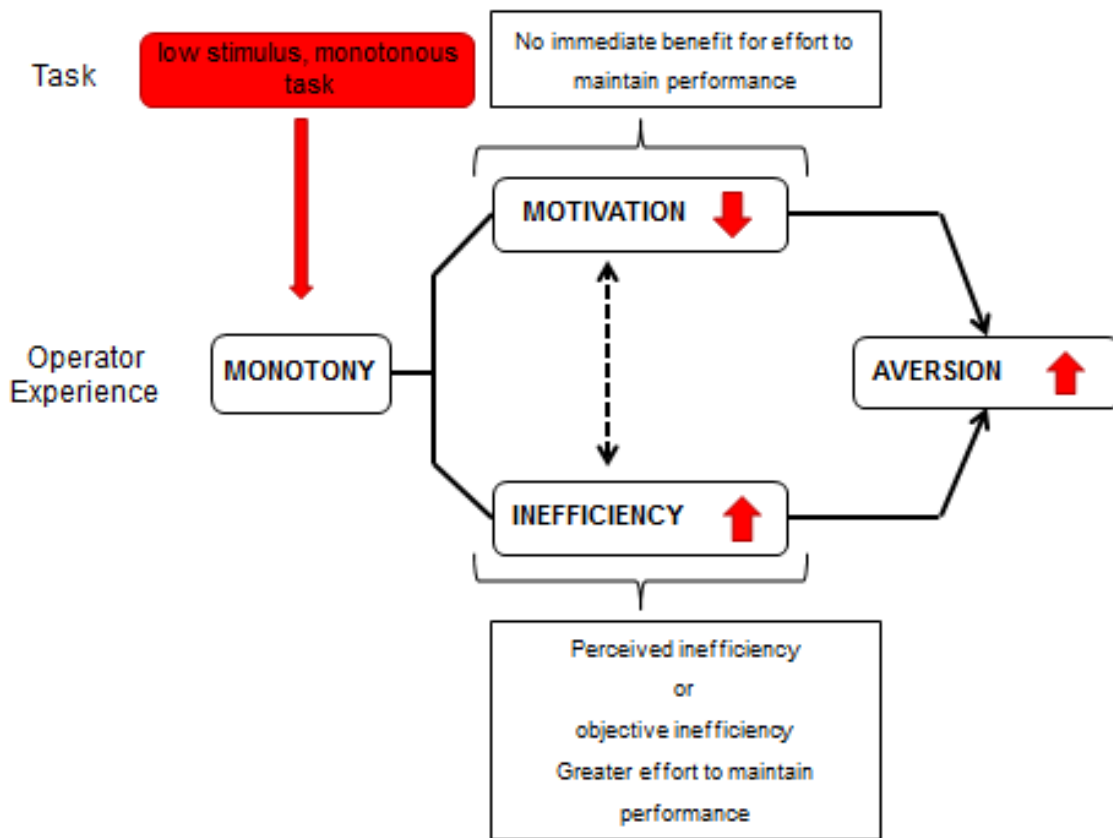 Task
low stimulus, monotonous
task
No immediate benefit for effort to
maintain performance
MOTIVATION
Operator
Experience
MONOTONY
AVERSION
INEFFICIENCY
Perceived inefficiency
or
objective inefficiency
Greater effort to maintain
performance